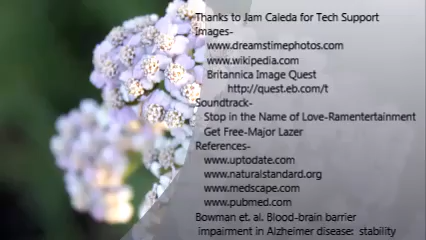 Thanks to Jam Caleda for Tech Support
Images-
www.dreamstimephotos.com
www.wikipedia.com
Britannica Image Quest
http://quest.eb.com/t
Soundtrack-
Stop in the Name of Love-Ramentertainment
Get Free-Major Lazer
References-
www.uptodate.com
www.naturalstandard.org
www.medscape.com
www.pubmed.com
Bowman et. al. Blood-brain barrier
impairment in Alzheimer disease: stability